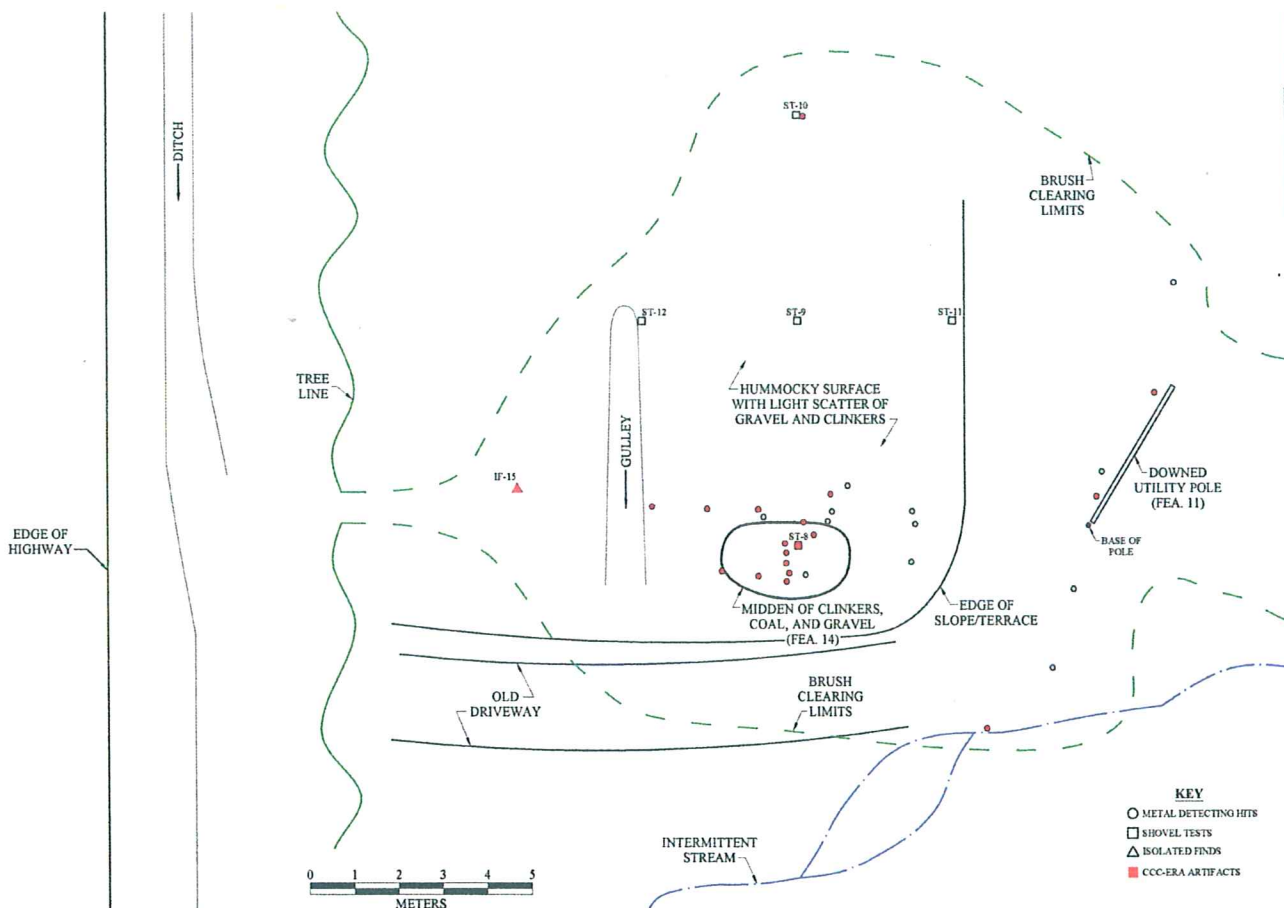 ST-10
DITCH
BRUSH
CLEARING
LIMITS
ST-12
ST-9
ST-11
TREE
LINE
HUMMOCKY SURFACE
WITH LIGHT SCATTER OF
GRAVEL AND CLINKERS
GULLEY
IF-15
DOWNED
UTILITY POLE
(FEA. 11)
EDGE OF
HIGHWAY
BASE OF
POLE
ST-8
MIDDEN OF CLINKERS,
COAL, AND GRAVEL
(FEA. 14)
EDGE OF
SLOPE/TERRACE
OLD
DRIVEWAY
BRUSH
CLEARING
LIMITS
INTERMITTENT
STREAM
KEY
METAL DETECTING HITS
SHOVEL TESTS
ISOLATED FINDS
CCC-ERA ARTIFACTS
0 1 2 3 4 5
METERS